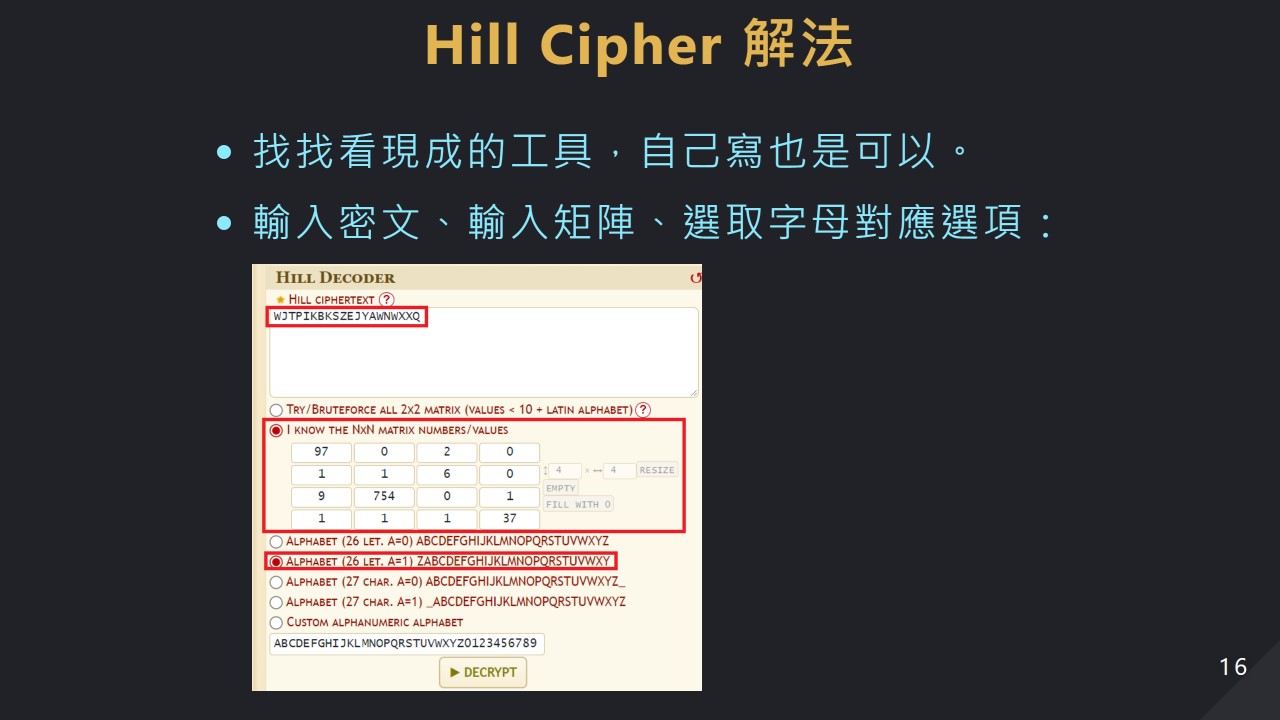 Hill Cipher 解法
• 找找看現成的工具，自己寫也是可以。
• 輸入密文、輸入矩陣、選取字母對應選項：
HILL DECODER
★ HILL CIPHERTEXT ?
WJTPIKBKSZEJYAWNWXXQ
TRY/BRUTEFORCE ALL 2X2 MATRIX (VALUES < 10 + LATIN ALPHABET) ?
I KNOW THE NXN MATRIX NUMBERS/VALUES
97 0 2 0
1 1 6 0
4 × ↔ 4 RESIZE
EMPTY
9 754 0 1
FILL WITH 0
1 1 1 37
ALPHABET (26 LET. A=0) ABCDEFGHIJKLMNOPQRSTUVWXYZ
ALPHABET (26 LET. A=1) ZABCDEFGHIJKLMNOPQRSTUVWXY
ALPHABET (27 CHAR. A=0) ABCDEFGHIJKLMNOPQRSTUVWXYZ_
ALPHABET (27 CHAR. A=1) _ABCDEFGHIJKLMNOPQRSTUVWXYZ
CUSTOM ALPHANUMERIC ALPHABET
ABCDEFGHIJKLMNOPQRSTUVWXYZ0123456789
▶ DECRYPT
16